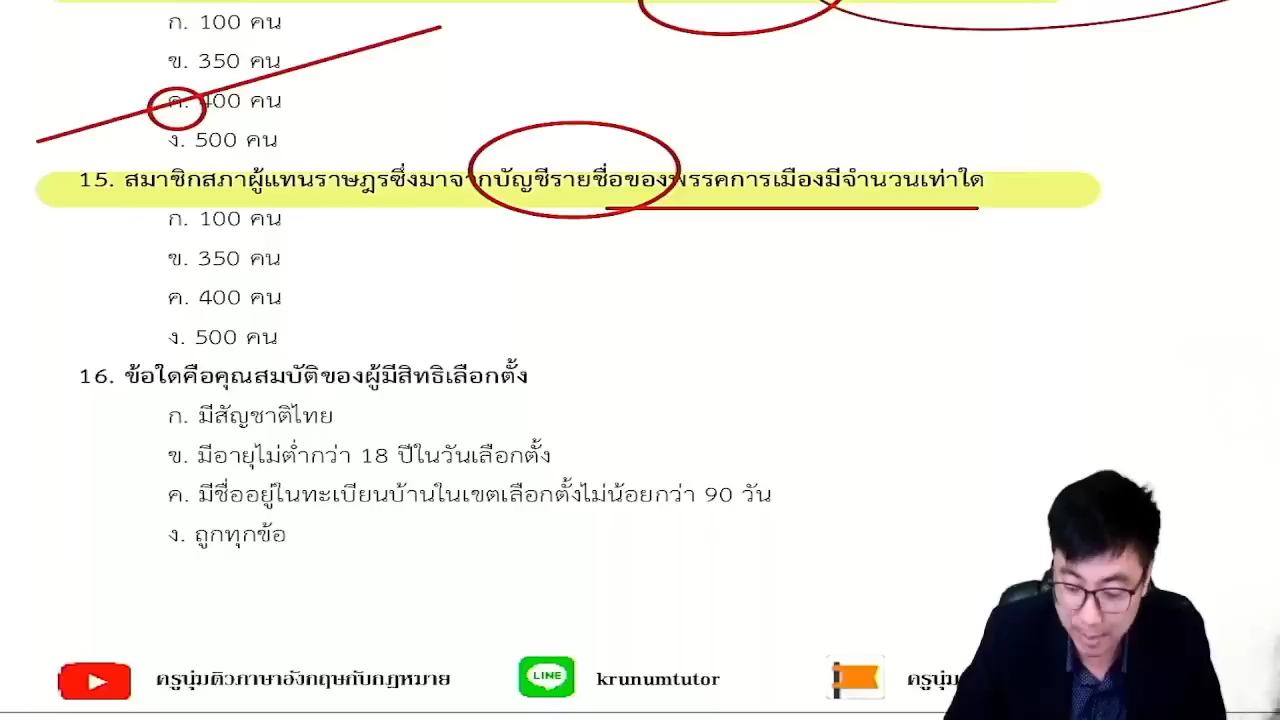 ก. 100 คน
ข. 350 คน
ค. 400 คน
ง. 500 คน
15. สมาชิกสภาผู้แทนราษฎรซึ่งมาจากบัญชีรายชื่อของพรรคการเมืองมีจำนวนเท่าใด
ก. 100 คน
ข. 350 คน
ค. 400 คน
ง. 500 คน
16. ข้อใดคือคุณสมบัติของผู้มีสิทธิเลือกตั้ง
ก. มีสัญชาติไทย
ข. มีอายุไม่ต่ำกว่า 18 ปีในวันเลือกตั้ง
ค. มีชื่ออยู่ในทะเบียนบ้านในเขตเลือกตั้งไม่น้อยกว่า 90 วัน
ง. ถูกทุกข้อ
ครูนุ่มติวภาษาอังกฤษกับกฎหมาย LINE krunumtutor ครูนุ่ม